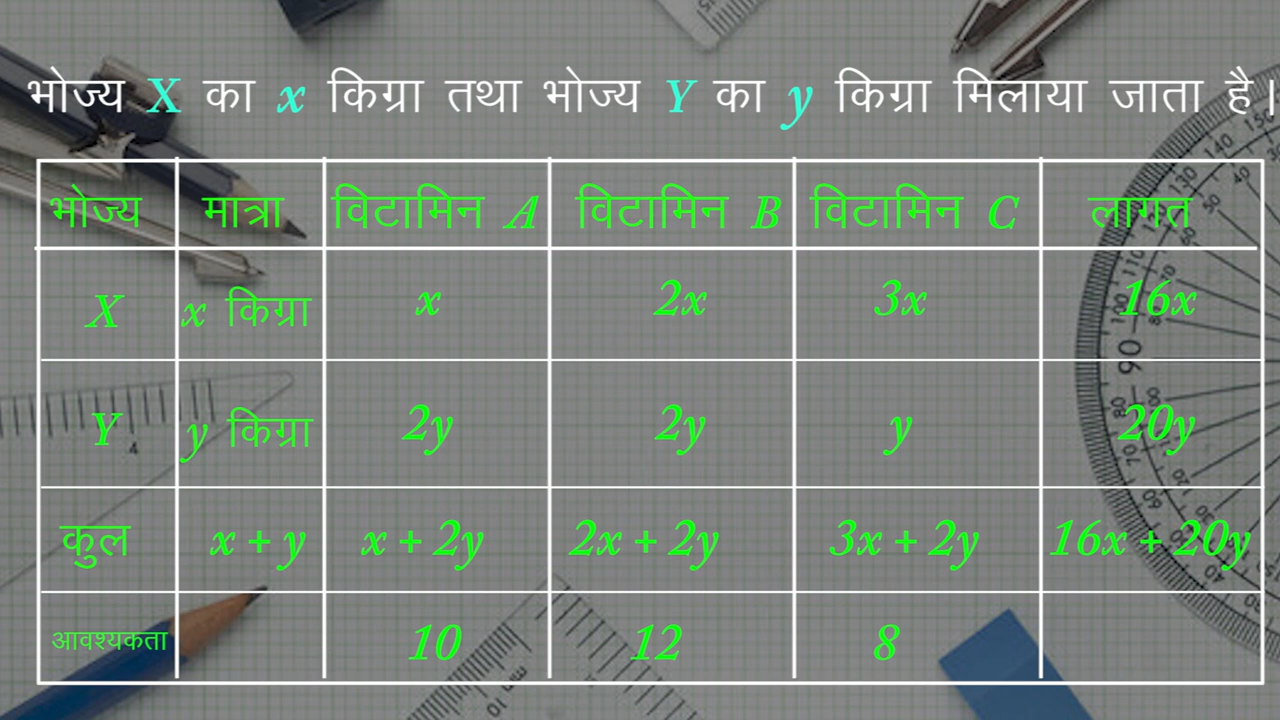 भोज्य X का x किग्रा तथा भोज्य Y का y किग्रा मिलाया जाता है।
भोज्य मात्रा विटामिन A विटामिन B विटामिन C लागत
X x किग्रा x 2x 3x 16x
Y y किग्रा 2y 2y y 20y
कुल x + y x + 2y 2x + 2y 3x + 2y 16x + 20y
आवश्यकता 10 12 8